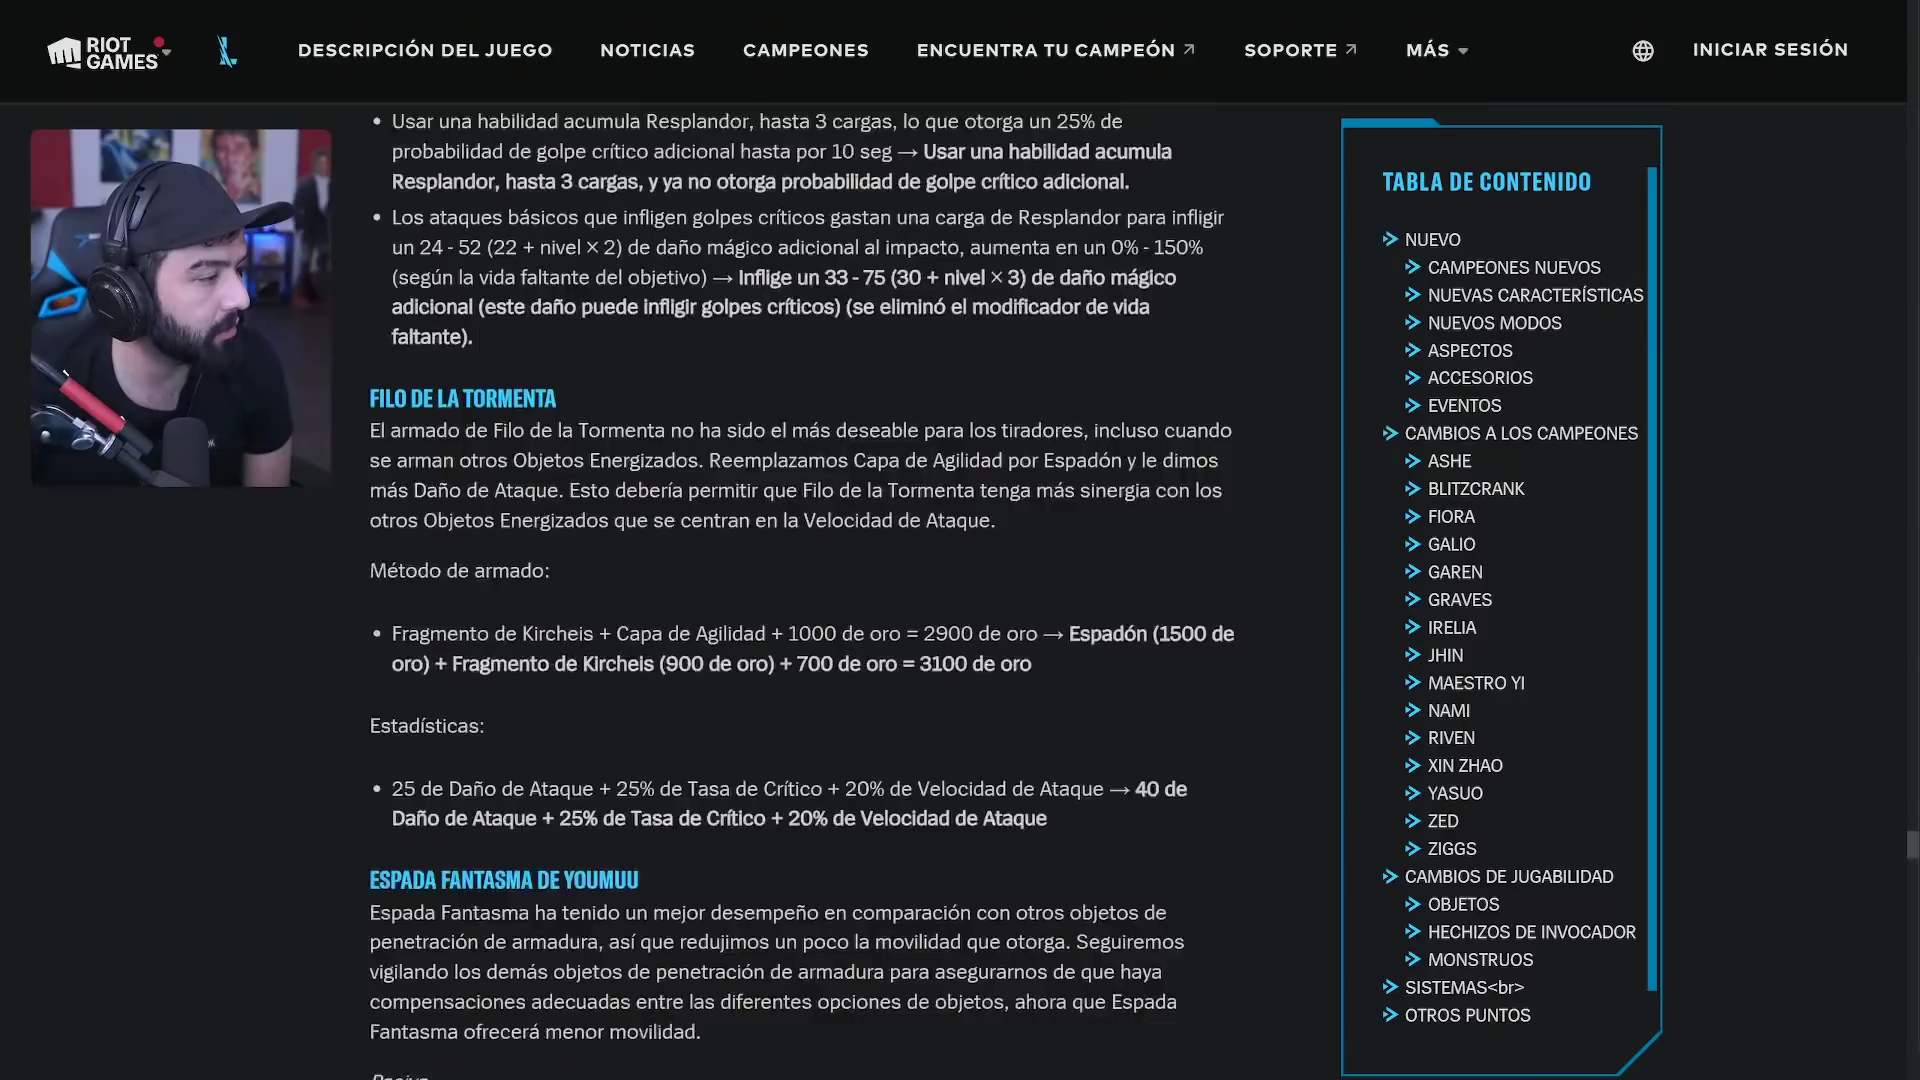 RIOT GAMES
DESCRIPCIÓN DEL JUEGO
NOTICIAS
CAMPEONES
ENCUENTRA TU CAMPEÓN
SOPORTE
MÁS
INICIAR SESIÓN
• Usar una habilidad acumula Resplandor, hasta 3 cargas, lo que otorga un 25% de
probabilidad de golpe crítico adicional hasta por 10 seg → Usar una habilidad acumula
Resplandor, hasta 3 cargas, y ya no otorga probabilidad de golpe crítico adicional.
• Los ataques básicos que infligen golpes críticos gastan una carga de Resplandor para infligir
un 24 - 52 (22 + nivel × 2) de daño mágico adicional al impacto, aumenta en un 0% - 150%
(según la vida faltante del objetivo) → Inflige un 33 - 75 (30 + nivel × 3) de daño mágico
adicional (este daño puede infligir golpes críticos) (se eliminó el modificador de vida
faltante).
FILO DE LA TORMENTA
El armado de Filo de la Tormenta no ha sido el más deseable para los tiradores, incluso cuando
se arman otros Objetos Energizados. Reemplazamos Capa de Agilidad por Espadón y le dimos
más Daño de Ataque. Esto debería permitir que Filo de la Tormenta tenga más sinergia con los
otros Objetos Energizados que se centran en la Velocidad de Ataque.
Método de armado:
• Fragmento de Kircheis + Capa de Agilidad + 1000 de oro = 2900 de oro → Espadón (1500 de
oro) + Fragmento de Kircheis (900 de oro) + 700 de oro = 3100 de oro
Estadísticas:
• 25 de Daño de Ataque + 25% de Tasa de Crítico + 20% de Velocidad de Ataque → 40 de
Daño de Ataque + 25% de Tasa de Crítico + 20% de Velocidad de Ataque
ESPADA FANTASMA DE YOUMUU
Espada Fantasma ha tenido un mejor desempeño en comparación con otros objetos de
penetración de armadura, así que redujimos un poco la movilidad que otorga. Seguiremos
vigilando los demás objetos de penetración de armadura para asegurarnos de que haya
compensaciones adecuadas entre las diferentes opciones de objetos, ahora que Espada
Fantasma ofrecerá menor movilidad.
TABLA DE CONTENIDO
NUEVO
CAMPEONES NUEVOS
NUEVAS CARACTERÍSTICAS
NUEVOS MODOS
ASPECTOS
ACCESORIOS
EVENTOS
CAMBIOS A LOS CAMPEONES
ASHE
BLITZCRANK
FIORA
GALIO
GAREN
GRAVES
IRELIA
JHIN
MAESTRO YI
NAMI
RIVEN
XIN ZHAO
YASUO
ZED
ZIGGS
CAMBIOS DE JUGABILIDAD
OBJETOS
HECHIZOS DE INVOCADOR
MONSTRUOS
SISTEMAS<br>
OTROS PUNTOS